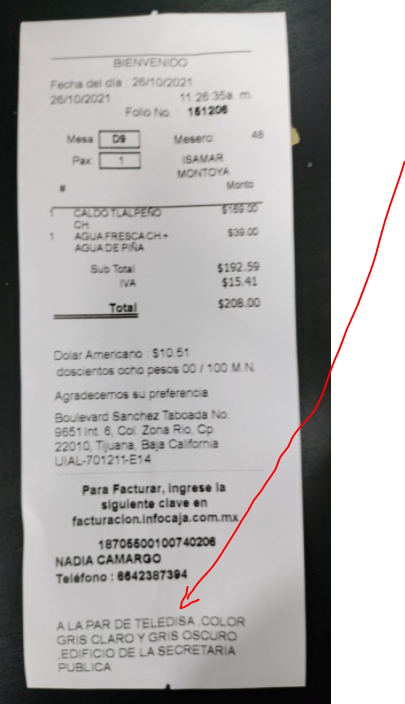 BIENVENIDO
Fecha del día : 26/10/2021
26/10/2021 11:26:35a. m.
Folio No. : 151206
Mesa D9 Mesero: 46
Pax: 1 ISAMAR
MONTOYA
# Monto
1 CALDO TLALPEÑO $169.00
CH.
1 AGUA FRESCA CH.+ $39.00
AGUA DE PIÑA
Sub Total $192.59
IVA $15.41
Total $208.00
Dolar Americano : $10.51
doscientos ocho pesos 00 / 100 M.N.
Agradecemos su preferencia
Boulevard Sanchez Taboada No.
9651 Int. 6, Col. Zona Rio, Cp
22010, Tijuana, Baja California
UIAL-701211-E14
Para Facturar, ingrese la
siguiente clave en
facturacion.infocaja.com.mx
18705500100740206
NADIA CAMARGO
Teléfono : 6642387394
A LA PAR DE TELEDISA ,COLOR
GRIS CLARO Y GRIS OSCURO
,EDIFICIO DE LA SECRETARIA
PUBLICA